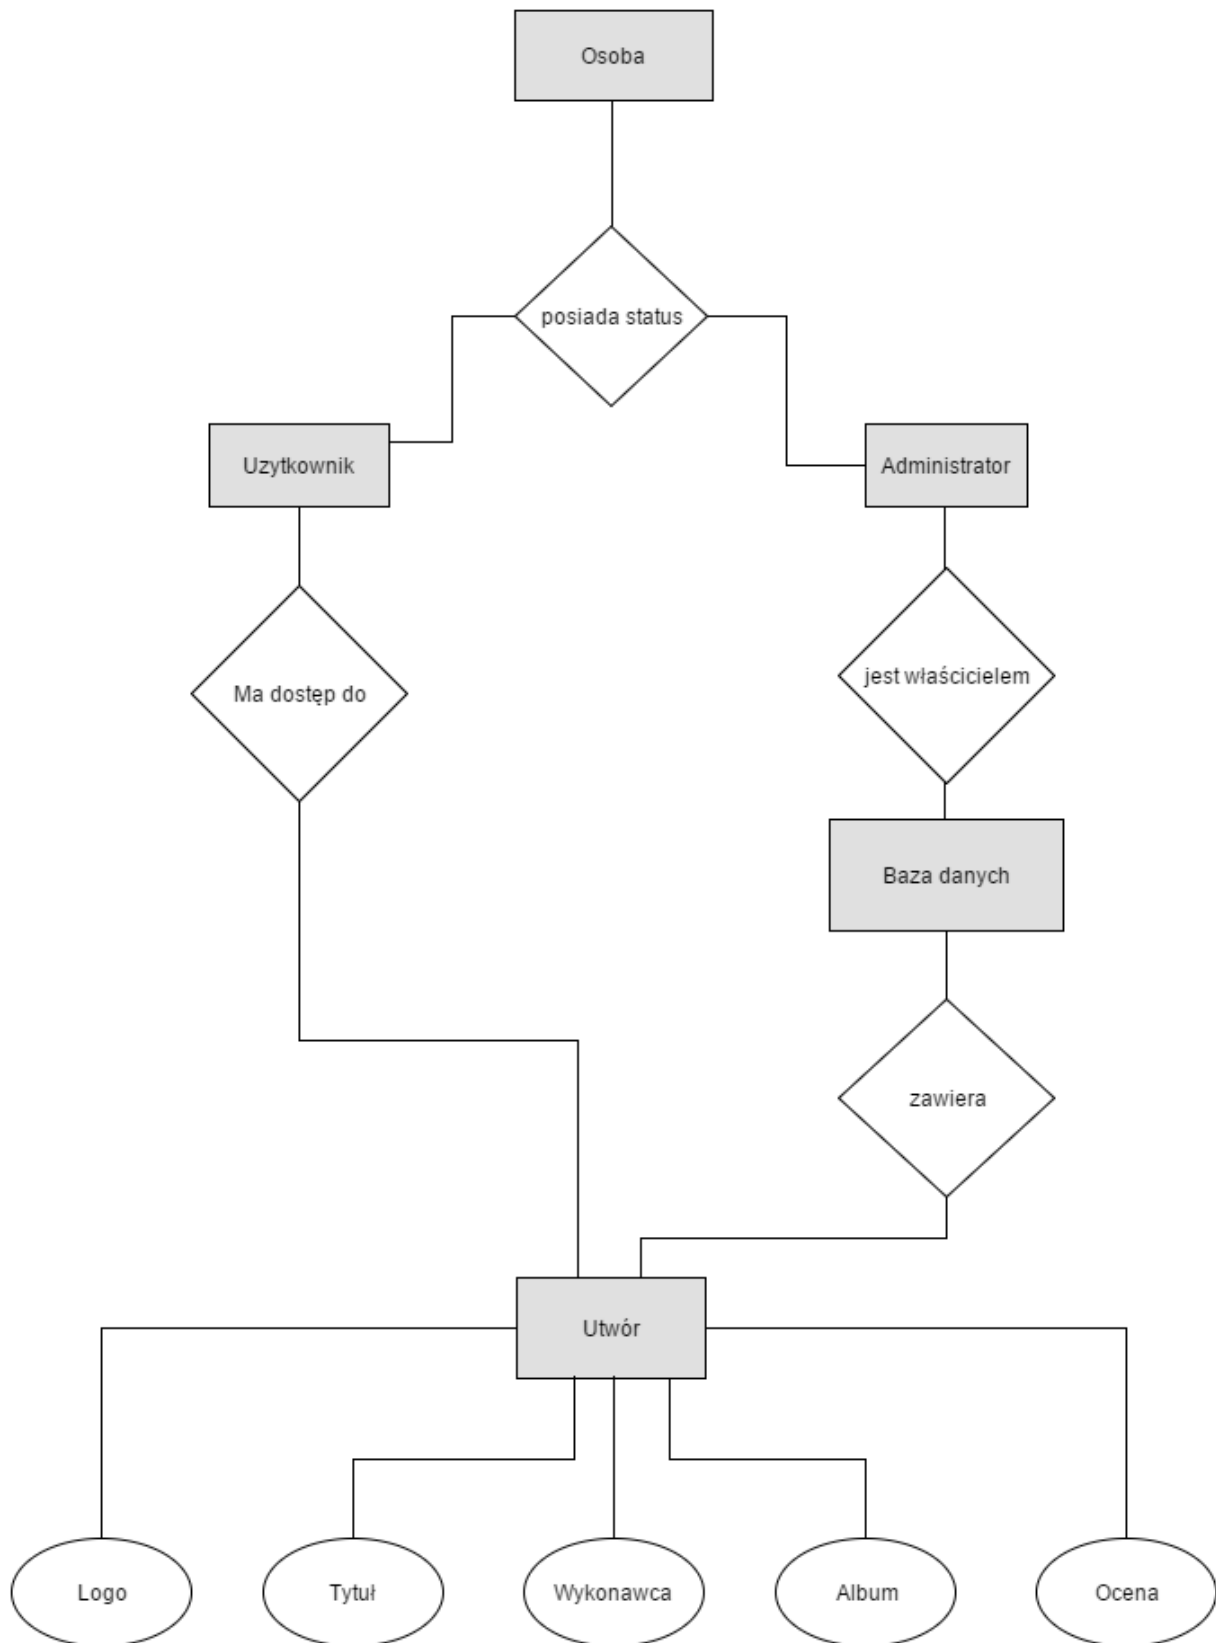 Osoba
posiada status
Uzytkownik
Administrator
Ma dostęp do
jest właścicielem
Baza danych
zawiera
Utwór
Logo
Tytuł
Wykonawca
Album
Ocena